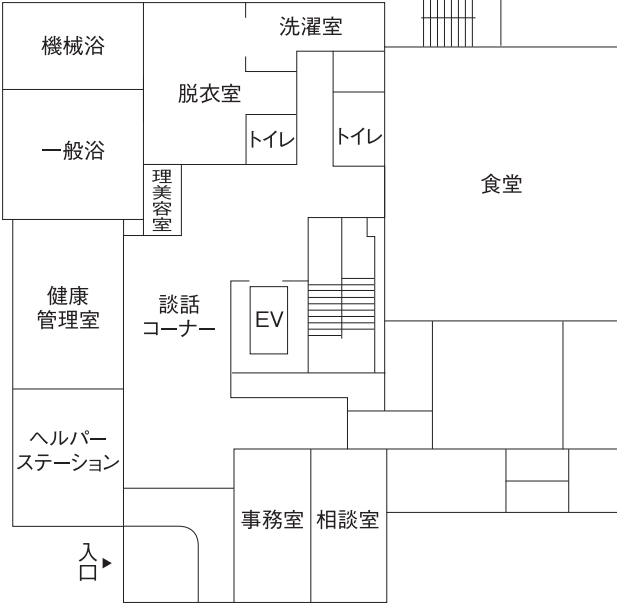 洗濯室
機械浴
脱衣室
トイレ
トイレ
一般浴
理美容室
食堂
健康
管理室
談話
コーナー
EV
ヘルパー
ステーション
事務室
相談室
入口